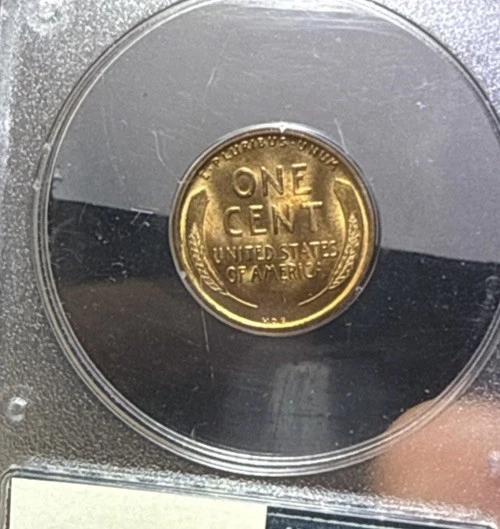 E·PLURIBUS·UNUM
ONE
CENT
UNITED STATES
OF AMERICA